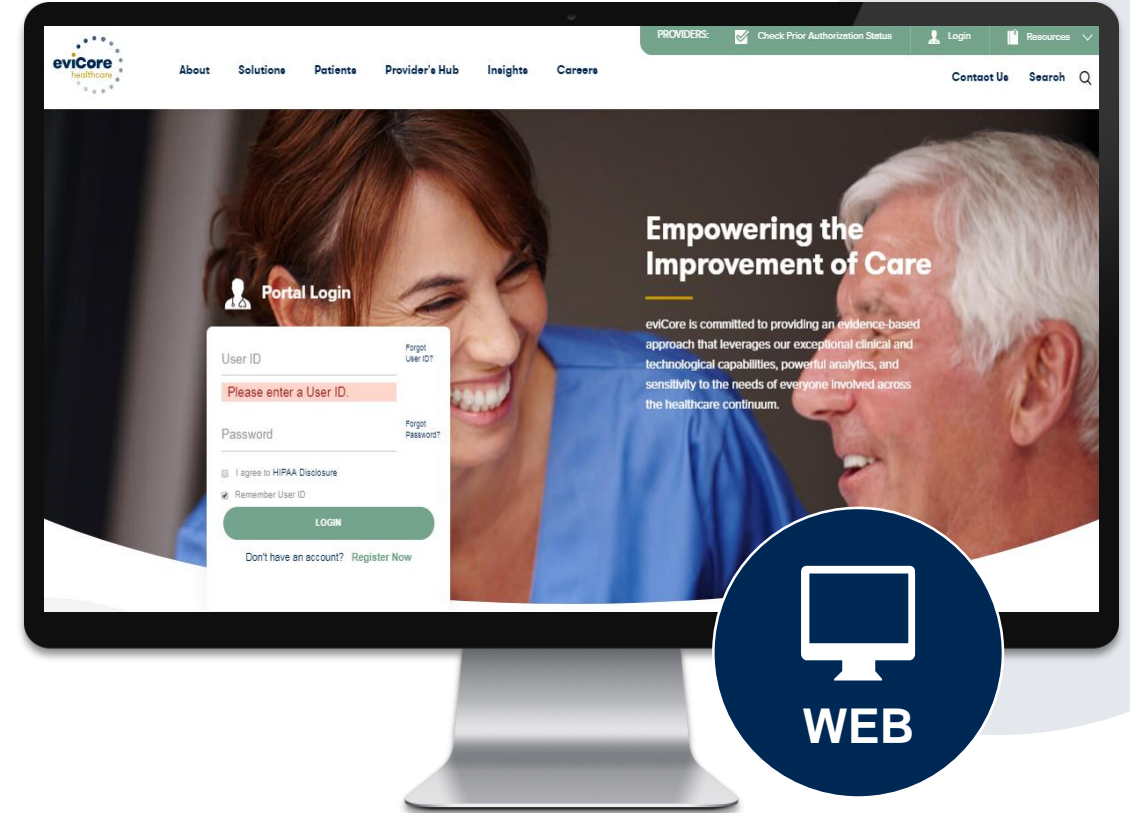 PROVIDERS: Check Prior Authorization Status Login Resources
eviCore
healthcare
About Solutions Patients Provider's Hub Insights Careers
Contact Us Search
Empowering the
Improvement of Care
eviCore is committed to providing an evidence-based
approach that leverages our exceptional clinical and
technological capabilities, powerful analytics, and
sensitivity to the needs of everyone involved across
the healthcare continuum.
Portal Login
User ID
Forgot
User ID?
Please enter a User ID.
Password
Forgot
Password?
I agree to HIPAA Disclosure
Remember User ID
LOGIN
Don't have an account? Register Now
WEB